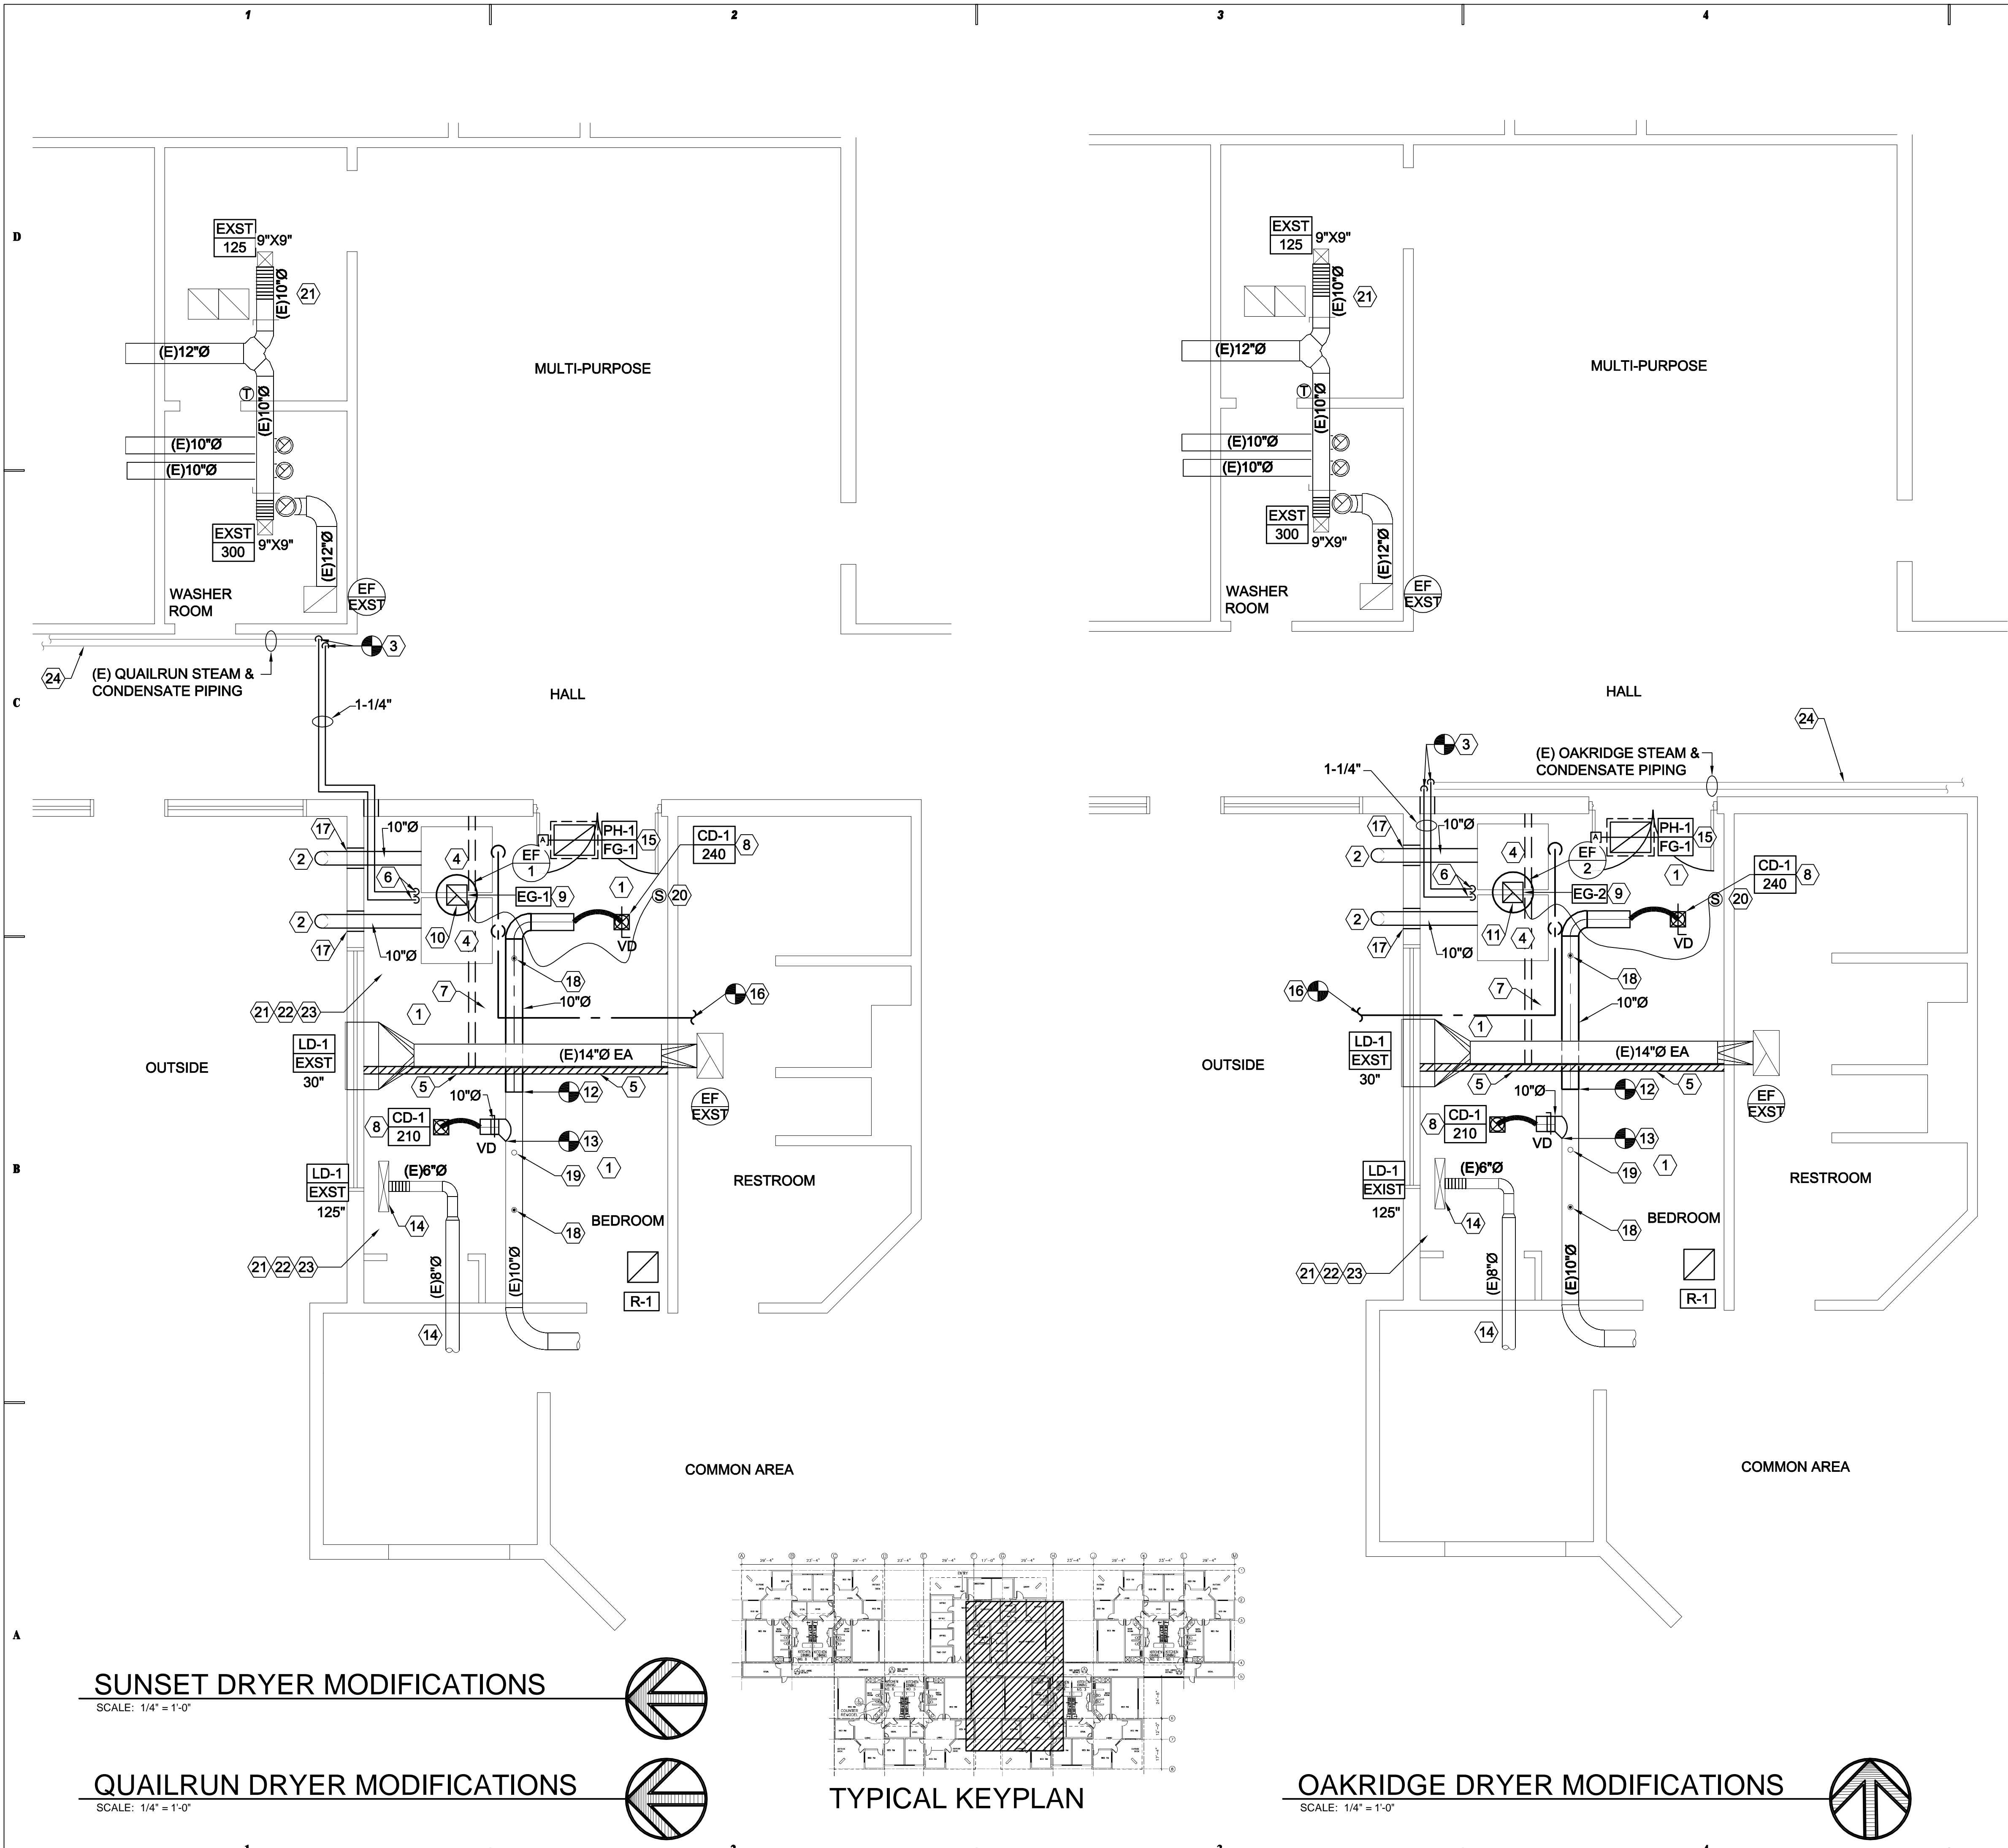 1
2
3
4
D
C
B
A
EXST
125
9"X9"
(E)10"Ø
21
(E)12"Ø
MULTI-PURPOSE
T
(E)10"Ø
(E)10"Ø
(E)10"Ø
EXST
300
9"X9"
(E)12"Ø
EF
EXST
WASHER
ROOM
3
24
(E) QUAILRUN STEAM &
CONDENSATE PIPING
HALL
1-1/4"
17
10"Ø
2
4
EF
1
A
PH-1
FG-1
15
CD-1
240
8
6
EG-1
9
1
S
20
2
10
4
VD
17
10"Ø
18
7
10"Ø
16
21
22
23
1
LD-1
EXST
30"
(E)14"Ø EA
OUTSIDE
5
5
10"Ø
12
EF
EXST
8
CD-1
210
VD
13
19
1
LD-1
EXST
125"
(E)6"Ø
RESTROOM
14
BEDROOM
18
21
22
23
(E)8"Ø
(E)10"Ø
R-1
14
COMMON AREA
EXST
125
9"X9"
(E)10"Ø
21
(E)12"Ø
MULTI-PURPOSE
T
(E)10"Ø
(E)10"Ø
(E)10"Ø
EXST
300
9"X9"
(E)12"Ø
EF
EXST
WASHER
ROOM
HALL
24
3
(E) OAKRIDGE STEAM &
CONDENSATE PIPING
1-1/4"
17
10"Ø
2
4
EF
2
A
PH-1
FG-1
15
CD-1
240
8
6
EG-2
9
1
S
20
2
11
4
VD
17
10"Ø
18
7
10"Ø
16
1
LD-1
EXST
30"
(E)14"Ø EA
OUTSIDE
5
5
10"Ø
12
EF
EXST
8
CD-1
210
VD
13
19
1
LD-1
EXIST
125"
(E)6"Ø
RESTROOM
14
BEDROOM
18
21
22
23
(E)8"Ø
(E)10"Ø
R-1
14
COMMON AREA
SUNSET DRYER MODIFICATIONS
SCALE: 1/4" = 1'-0"
QUAILRUN DRYER MODIFICATIONS
SCALE: 1/4" = 1'-0"
ENTRY
TYPICAL KEYPLAN
OAKRIDGE DRYER MODIFICATIONS
SCALE: 1/4" = 1'-0"